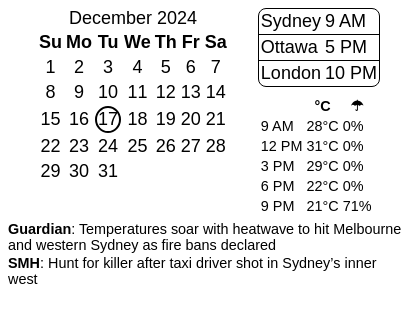 December 2024
Su Mo Tu We Th Fr Sa
1 2 3 4 5 6 7
8 9 10 11 12 13 14
15 16 17 18 19 20 21
22 23 24 25 26 27 28
29 30 31
Sydney 9 AM
Ottawa 5 PM
London 10 PM
°C ☂
9 AM 28°C 0%
12 PM 31°C 0%
3 PM 29°C 0%
6 PM 22°C 0%
9 PM 21°C 71%
Guardian: Temperatures soar with heatwave to hit Melbourne
and western Sydney as fire bans declared
SMH: Hunt for killer after taxi driver shot in Sydney’s inner
west